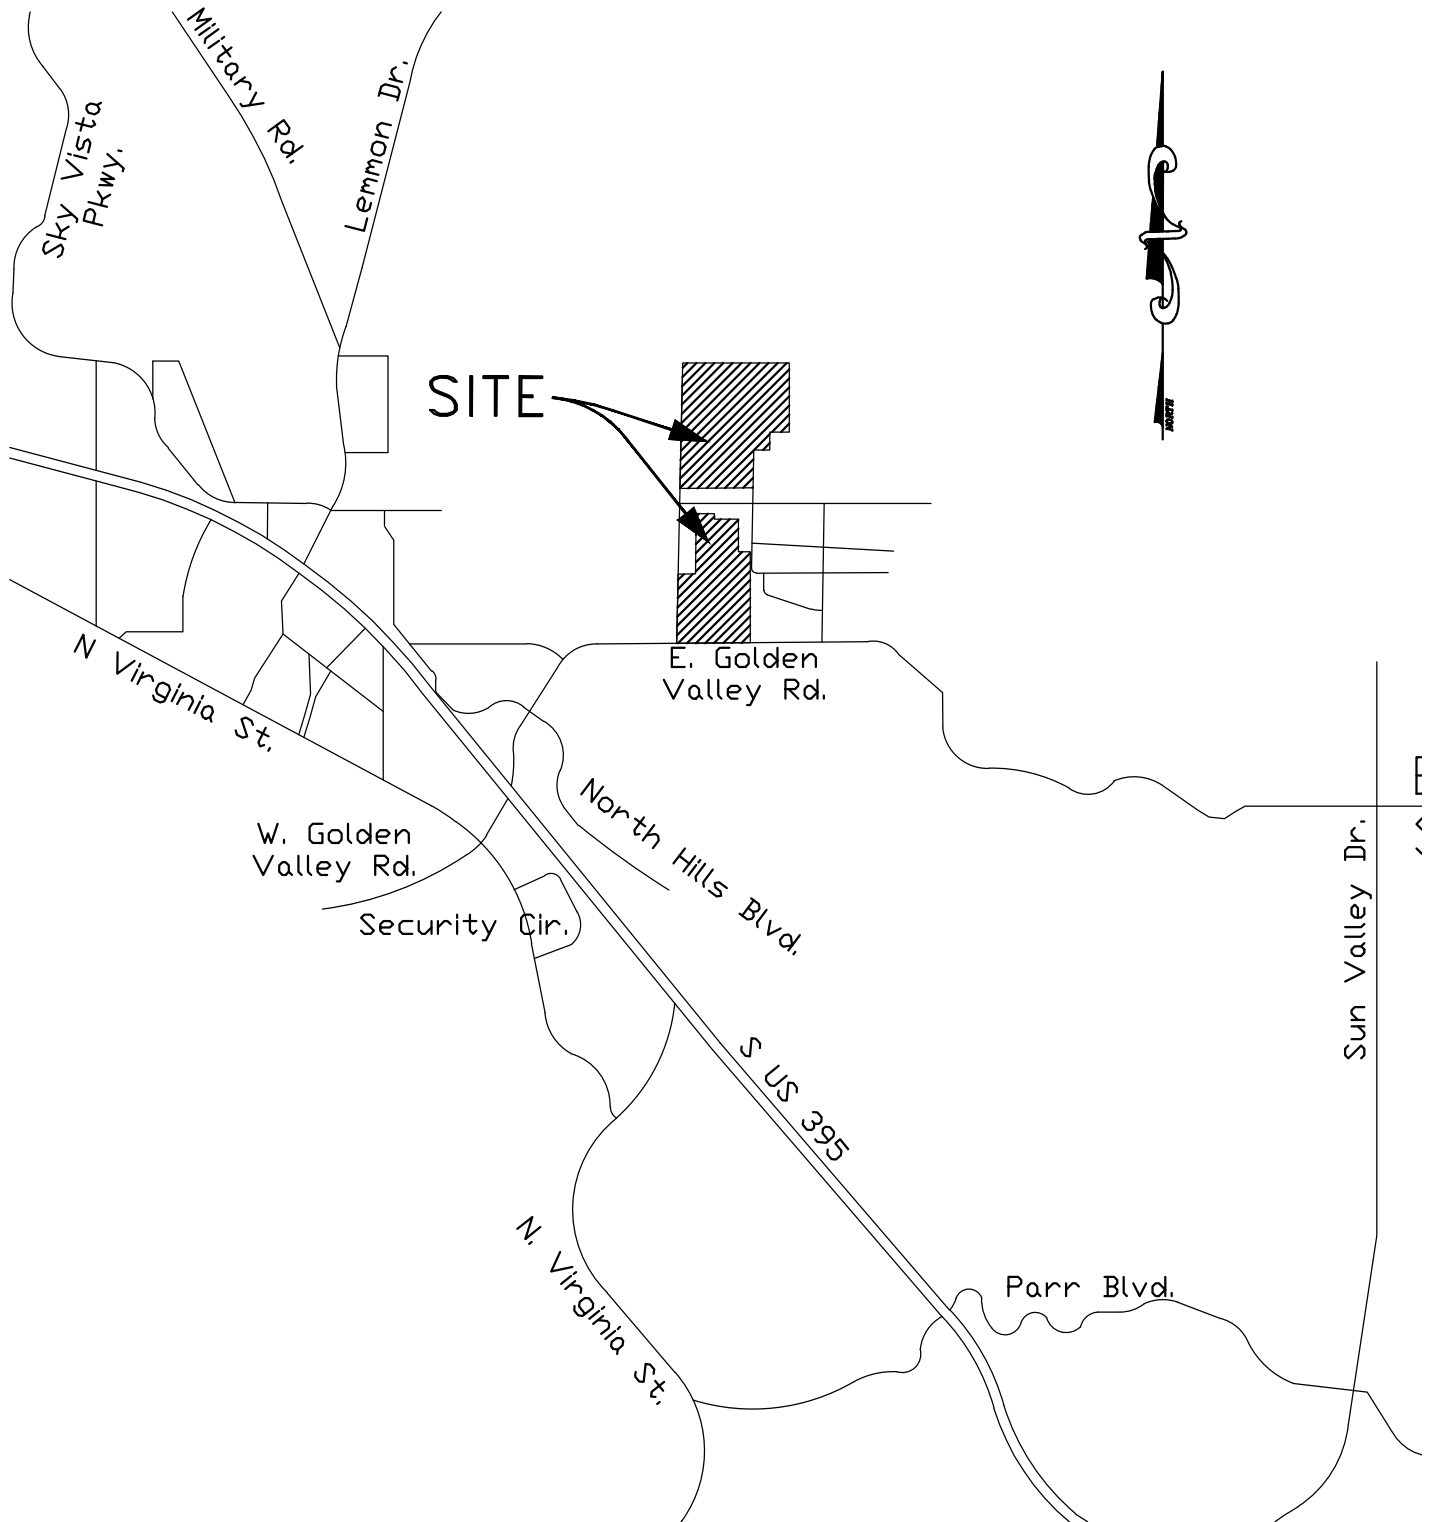 Military Rd.
Lemmon Dr.
Sky Vista
Pkwy.
SITE
NORTH
E. Golden
Valley Rd.
N Virginia St.
W. Golden
Valley Rd.
North Hills Blvd.
Security Cir.
Sun Valley Dr.
S US 395
N. Virginia St.
Parr Blvd.